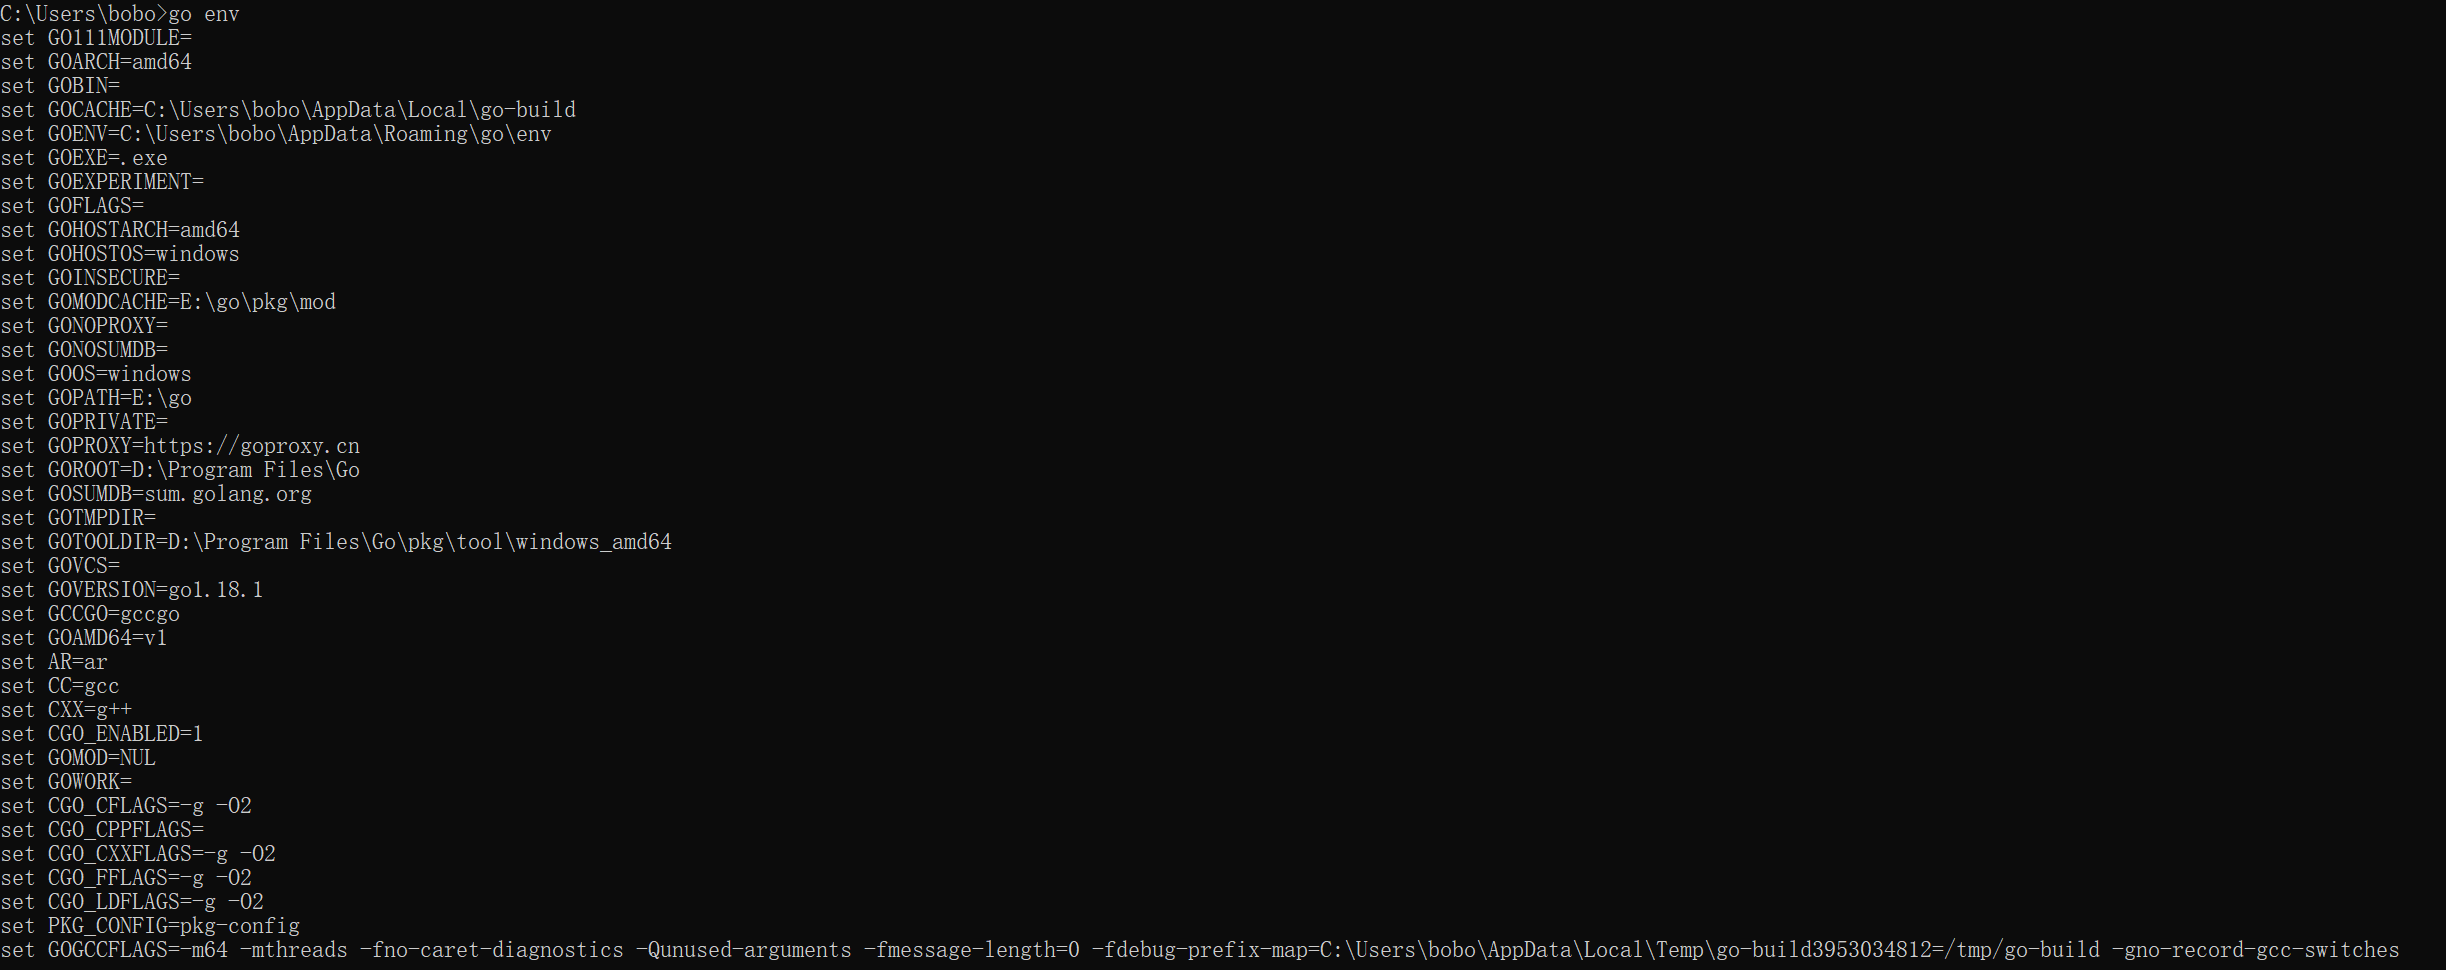 C:\Users\bobo>go env
set GO111MODULE=
set GOARCH=amd64
set GOBIN=
set GOCACHE=C:\Users\bobo\AppData\Local\go-build
set GOENV=C:\Users\bobo\AppData\Roaming\go\env
set GOEXE=.exe
set GOEXPERIMENT=
set GOFLAGS=
set GOHOSTARCH=amd64
set GOHOSTOS=windows
set GOINSECURE=
set GOMODCACHE=E:\go\pkg\mod
set GONOPROXY=
set GONOSUMDB=
set GOOS=windows
set GOPATH=E:\go
set GOPRIVATE=
set GOPROXY=https://goproxy.cn
set GOROOT=D:\Program Files\Go
set GOSUMDB=sum.golang.org
set GOTMPDIR=
set GOTOOLDIR=D:\Program Files\Go\pkg\tool\windows_amd64
set GOVCS=
set GOVERSION=go1.18.1
set GCCGO=gccgo
set GOAMD64=v1
set AR=ar
set CC=gcc
set CXX=g++
set CGO_ENABLED=1
set GOMOD=NUL
set GOWORK=
set CGO_CFLAGS=-g -O2
set CGO_CPPFLAGS=
set CGO_CXXFLAGS=-g -O2
set CGO_FFLAGS=-g -O2
set CGO_LDFLAGS=-g -O2
set PKG_CONFIG=pkg-config
set GOGCCFLAGS=-m64 -mthreads -fno-caret-diagnostics -Qunused-arguments -fmessage-length=0 -fdebug-prefix-map=C:\Users\bobo\AppData\Local\Temp\go-build3953034812=/tmp/go-build -gno-record-gcc-switches